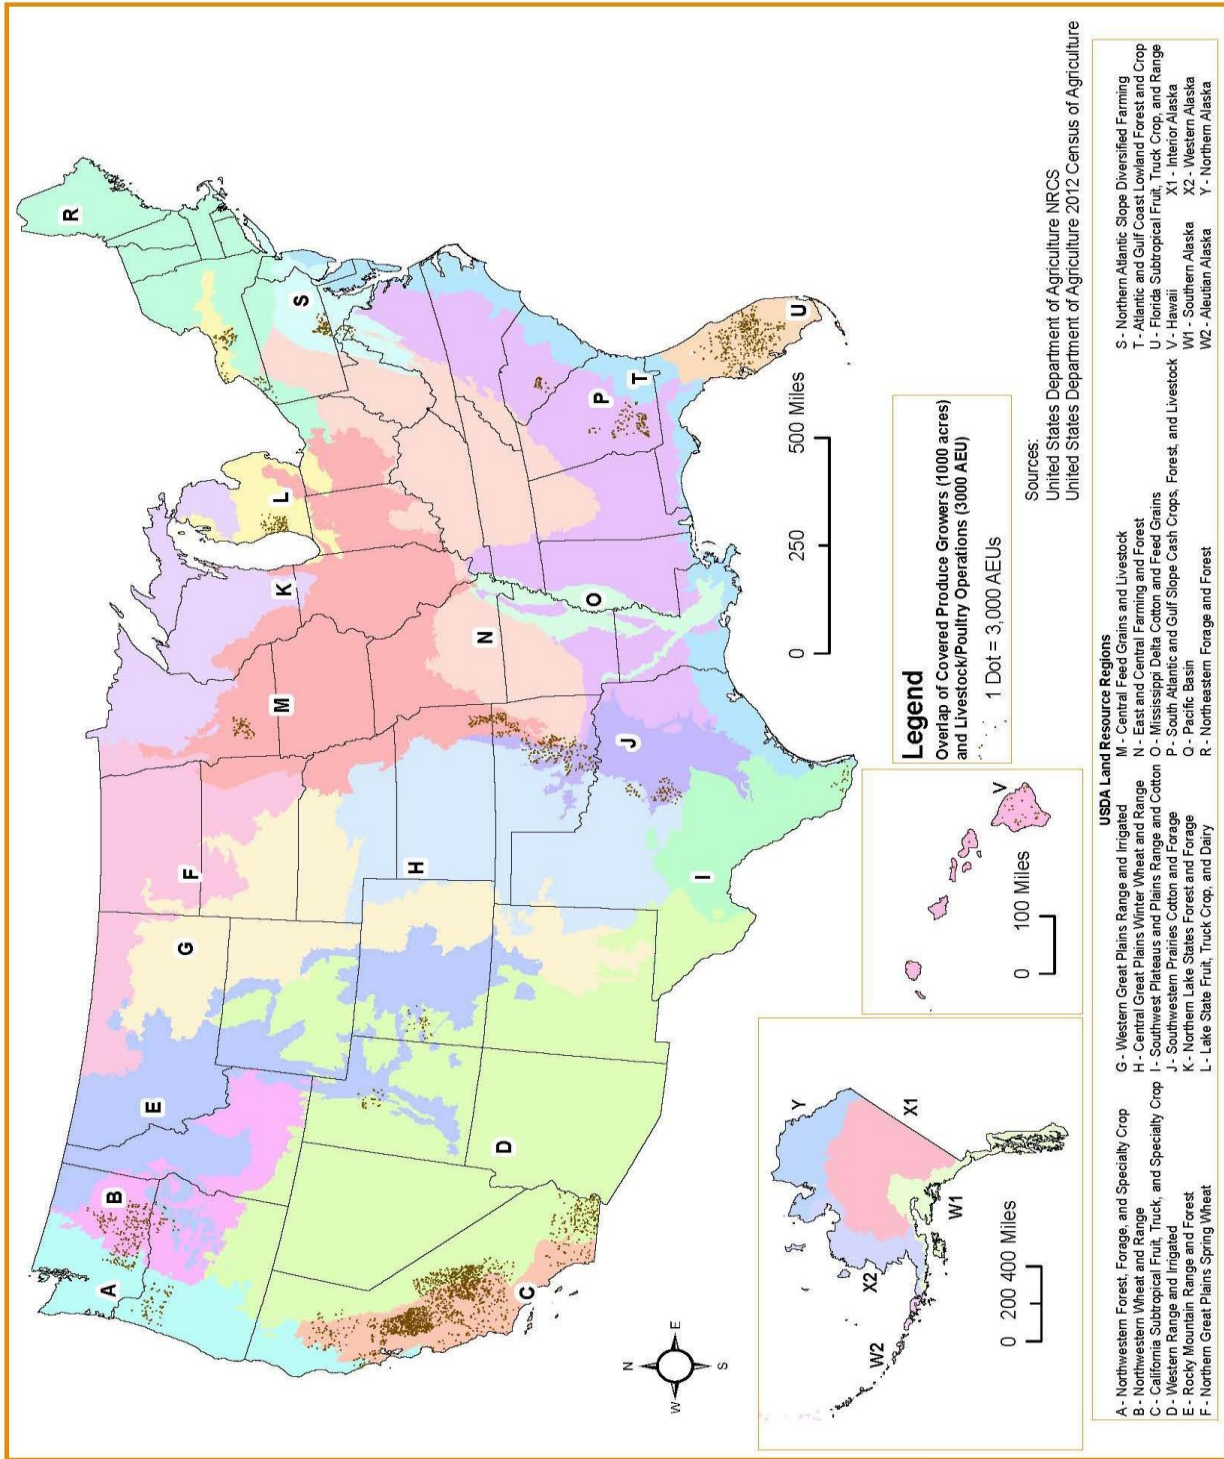 R
S
A
B
E
G
F
K
L
M
N
H
D
C
O
J
P
T
U
I
N
W
E
S
0
250
500 Miles
Legend
Overlap of Covered Produce Growers (1000 acres)
and Livestock/Poultry Operations (3000 AEU)
1 Dot = 3,000 AEUs
Sources:
United States Department of Agriculture NRCS
United States Department of Agriculture 2012 Census of Agriculture
Y
X1
X2
W1
W2
0 200 400 Miles
V
0
100 Miles
USDA Land Resource Regions
A - Northwestern Forest, Forage, and Specialty Crop
B - Northwestern Wheat and Range
C - California Subtropical Fruit, Truck, and Specialty Crop
D - Western Range and Irrigated
E - Rocky Mountain Range and Forest
F - Northern Great Plains Spring Wheat
G - Western Great Plains Range and Irrigated
H - Central Great Plains Winter Wheat and Range
I - Southwest Plateaus and Plains Range and Cotton
J - Southwestern Prairies Cotton and Forage
K - Northern Lake States Forest and Forage
L - Lake State Fruit, Truck Crop, and Dairy
M - Central Feed Grains and Livestock
N - East and Central Farming and Forest
O - Mississippi Delta Cotton and Feed Grains
P - South Atlantic and Gulf Slope Cash Crops, Forest, and Livestock
Q - Pacific Basin
R - Northeastern Forage and Forest
S - Northern Atlantic Slope Diversified Farming
T - Atlantic and Gulf Coast Lowland Forest and Crop
U - Florida Subtropical Fruit, Truck Crop, and Range
V - Hawaii
W1 - Southern Alaska
W2 - Aleutian Alaska
X1 - Interior Alaska
X2 - Western Alaska
Y - Northern Alaska